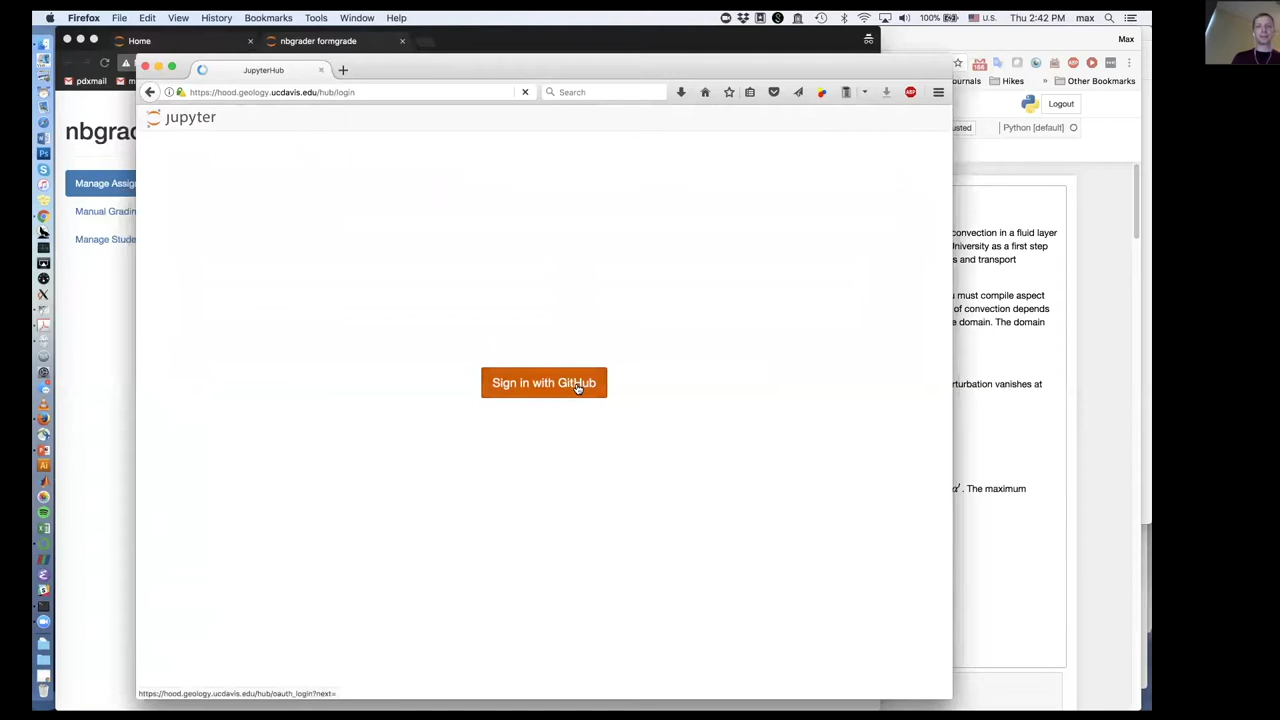 Firefox File Edit View History Bookmarks Tools Window Help
100% U.S. Thu 2:42 PM max
Home
nbgrader formgrade
Max
JupyterHub
pdxmail
https://hood.geology.ucdavis.edu/hub/login
Search
ournals Hikes » Other Bookmarks
jupyter
Logout
usted Python [default]
nbgra
Manage Assig
Manual Gradin
Manage Stude
convection in a fluid layer
University as a first step
s and transport
u must compile aspect
of convection depends
e domain. The domain
Sign in with GitHub
rturbation vanishes at
α′. The maximum
https://hood.geology.ucdavis.edu/hub/oauth_login?next=